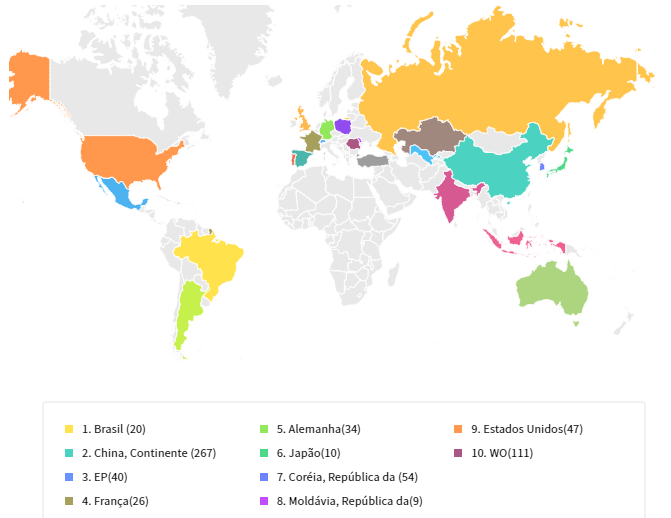 1. Brasil (20)
2. China, Continente (267)
3. EP(40)
4. França(26)
5. Alemanha(34)
6. Japão(10)
7. Coréia, República da (54)
8. Moldávia, República da(9)
9. Estados Unidos(47)
10. WO(111)